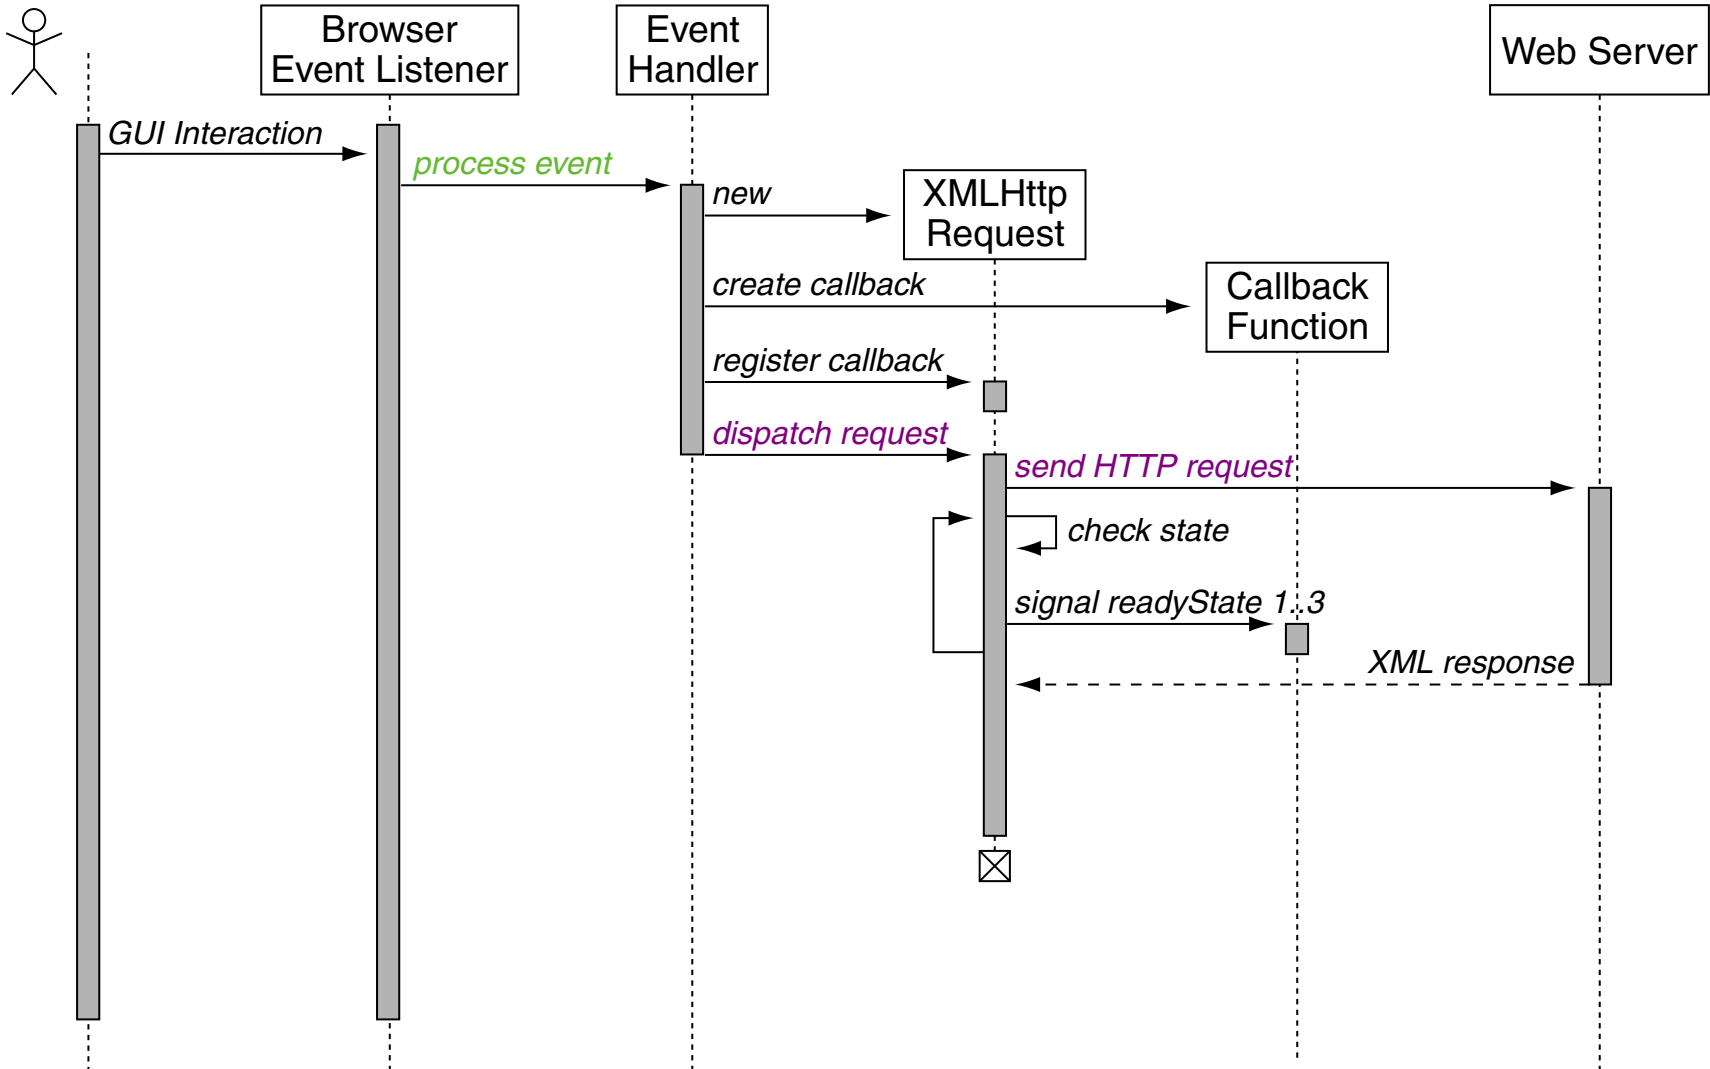 Browser
Event Listener
Event
Handler
Web Server
GUI Interaction
process event
new
XMLHttp
Request
create callback
Callback
Function
register callback
dispatch request
send HTTP request
check state
signal readyState 1..3
XML response